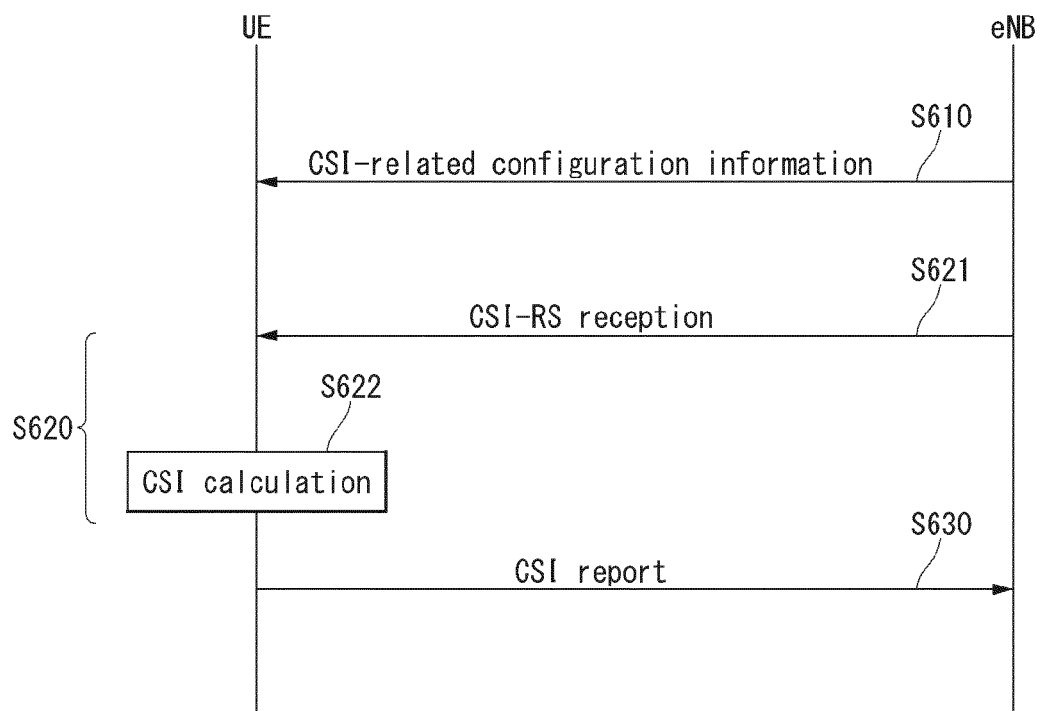 UE
eNB
S610
CSI-related configuration information
S621
CSI-RS reception
S622
S620
CSI calculation
S630
CSI report